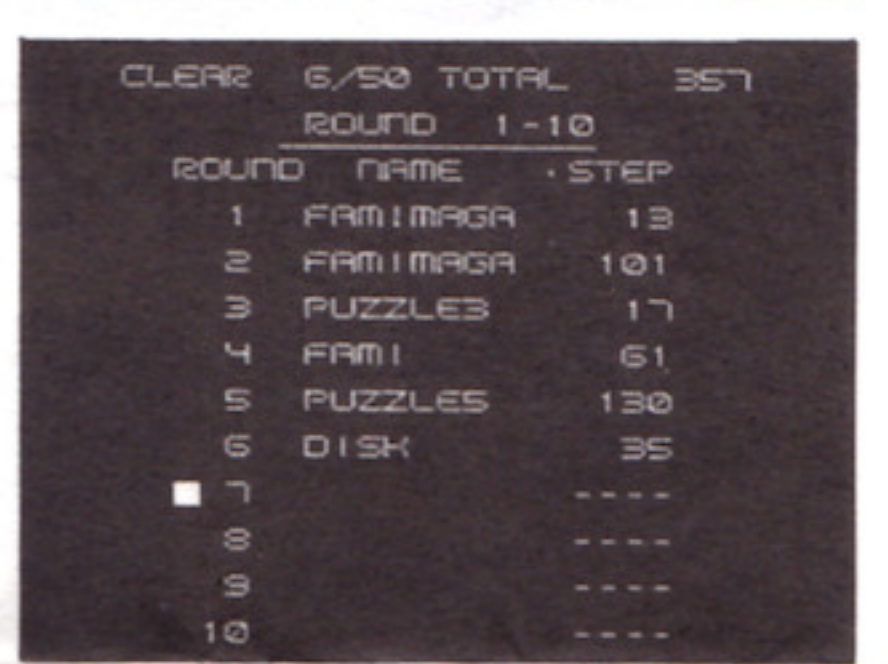 CLEAR 6/50 TOTAL 357
ROUND 1-10
ROUND NAME ・STEP
1 FAMIMAGA 13
2 FAMIMAGA 101
3 PUZZLE3 17
4 FAMI 61
5 PUZZLE5 130
6 DISK 35
7 ----
8 ----
9 ----
10 ----